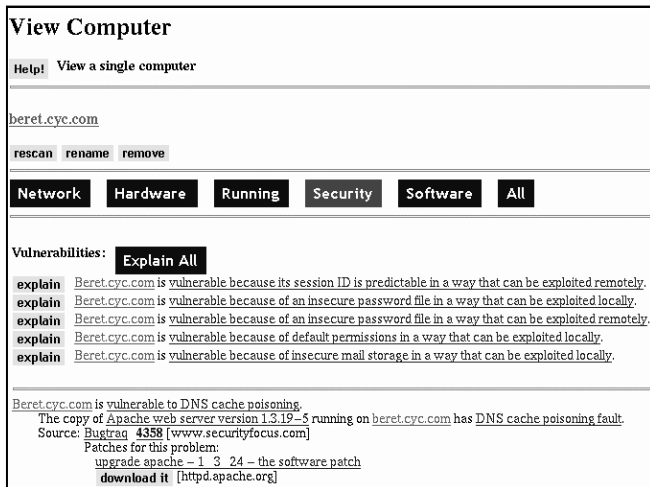 View Computer
Help! View a single computer
beret.cyc.com
rescan rename remove
Network Hardware Running Security Software All
Vulnerabilities: Explain All
explain Beret.cyc.com is vulnerable because its session ID is predictable in a way that can be exploited remotely.
explain Beret.cyc.com is vulnerable because of an insecure password file in a way that can be exploited locally.
explain Beret.cyc.com is vulnerable because of an insecure password file in a way that can be exploited remotely.
explain Beret.cyc.com is vulnerable because of default permissions in a way that can be exploited locally.
explain Beret.cyc.com is vulnerable because of insecure mail storage in a way that can be exploited locally.
Beret.cyc.com is vulnerable to DNS cache poisoning.
The copy of Apache web server version 1.3.19–5 running on beret.cyc.com has DNS cache poisoning fault.
Source: Bugtraq 4358 [www.securityfocus.com]
Patches for this problem:
upgrade apache – 1 3 24 – the software patch
download it [httpd.apache.org]